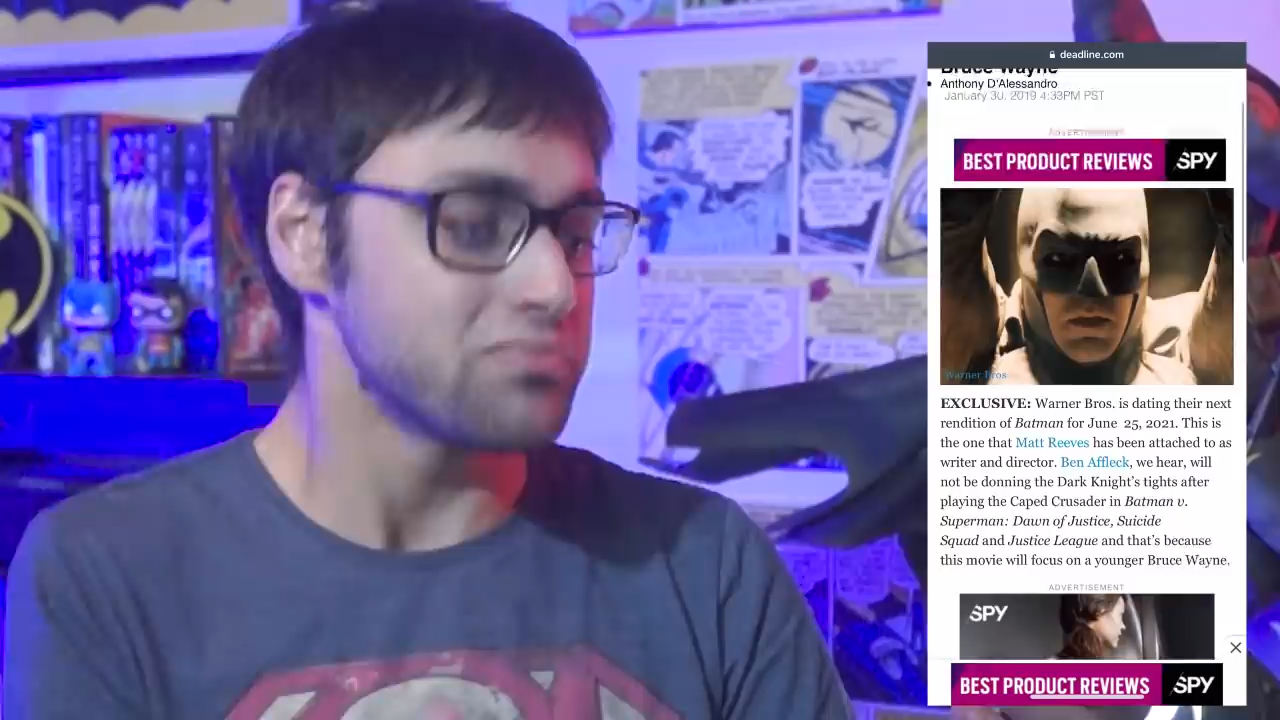 deadline.com
Bruce Wayne
Anthony D'Alessandro
January 30, 2019 4:33PM PST
ADVERTISEMENT
BEST PRODUCT REVIEWS SPY
Warner Bros
EXCLUSIVE: Warner Bros. is dating their next
rendition of Batman for June 25, 2021. This is
the one that Matt Reeves has been attached to as
writer and director. Ben Affleck, we hear, will
not be donning the Dark Knight's tights after
playing the Caped Crusader in Batman v.
Superman: Dawn of Justice, Suicide
Squad and Justice League and that's because
this movie will focus on a younger Bruce Wayne.
ADVERTISEMENT
SPY
BEST PRODUCT REVIEWS SPY